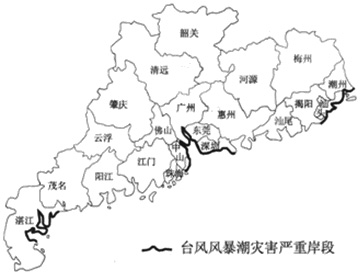 韶关
梅州
清远
河源
潮州
揭阳
汕头
肇庆
广州
惠州
汕尾
佛山
东莞
云浮
中山
深圳
江门
珠海
阳江
茂名
湛江
台风风暴潮灾害严重岸段